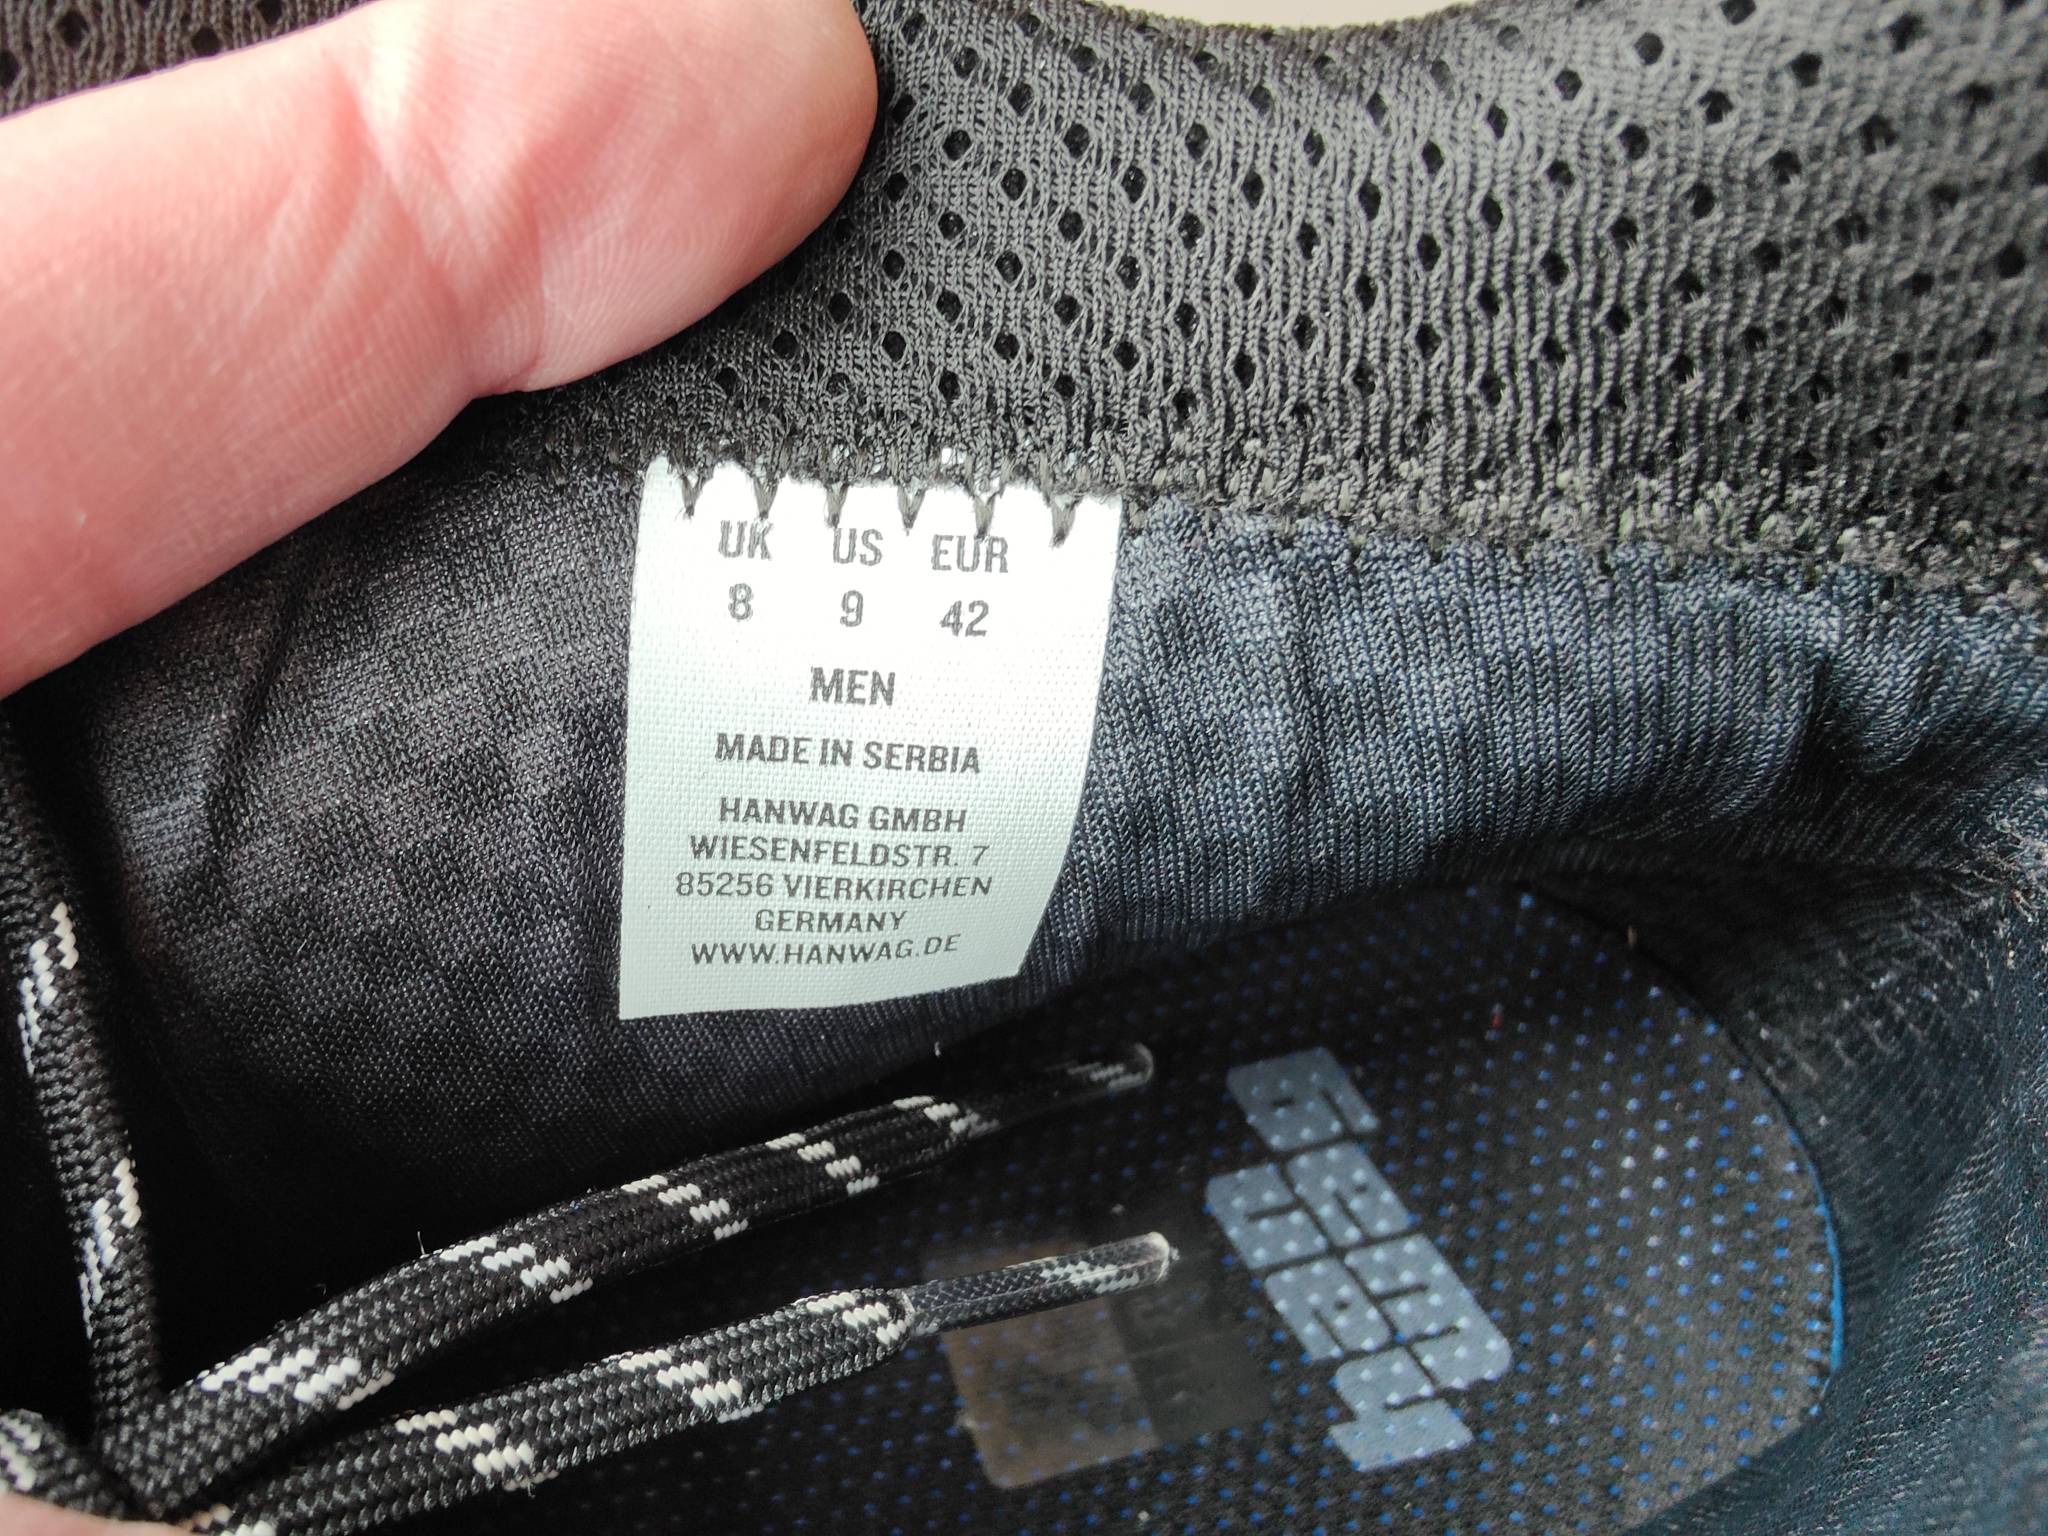 UK US EUR
8 9 42
MEN
MADE IN SERBIA
HANWAG GMBH
WIESENFELDSTR. 7
85256 VIERKIRCHEN
GERMANY
WWW.HANWAG.DE